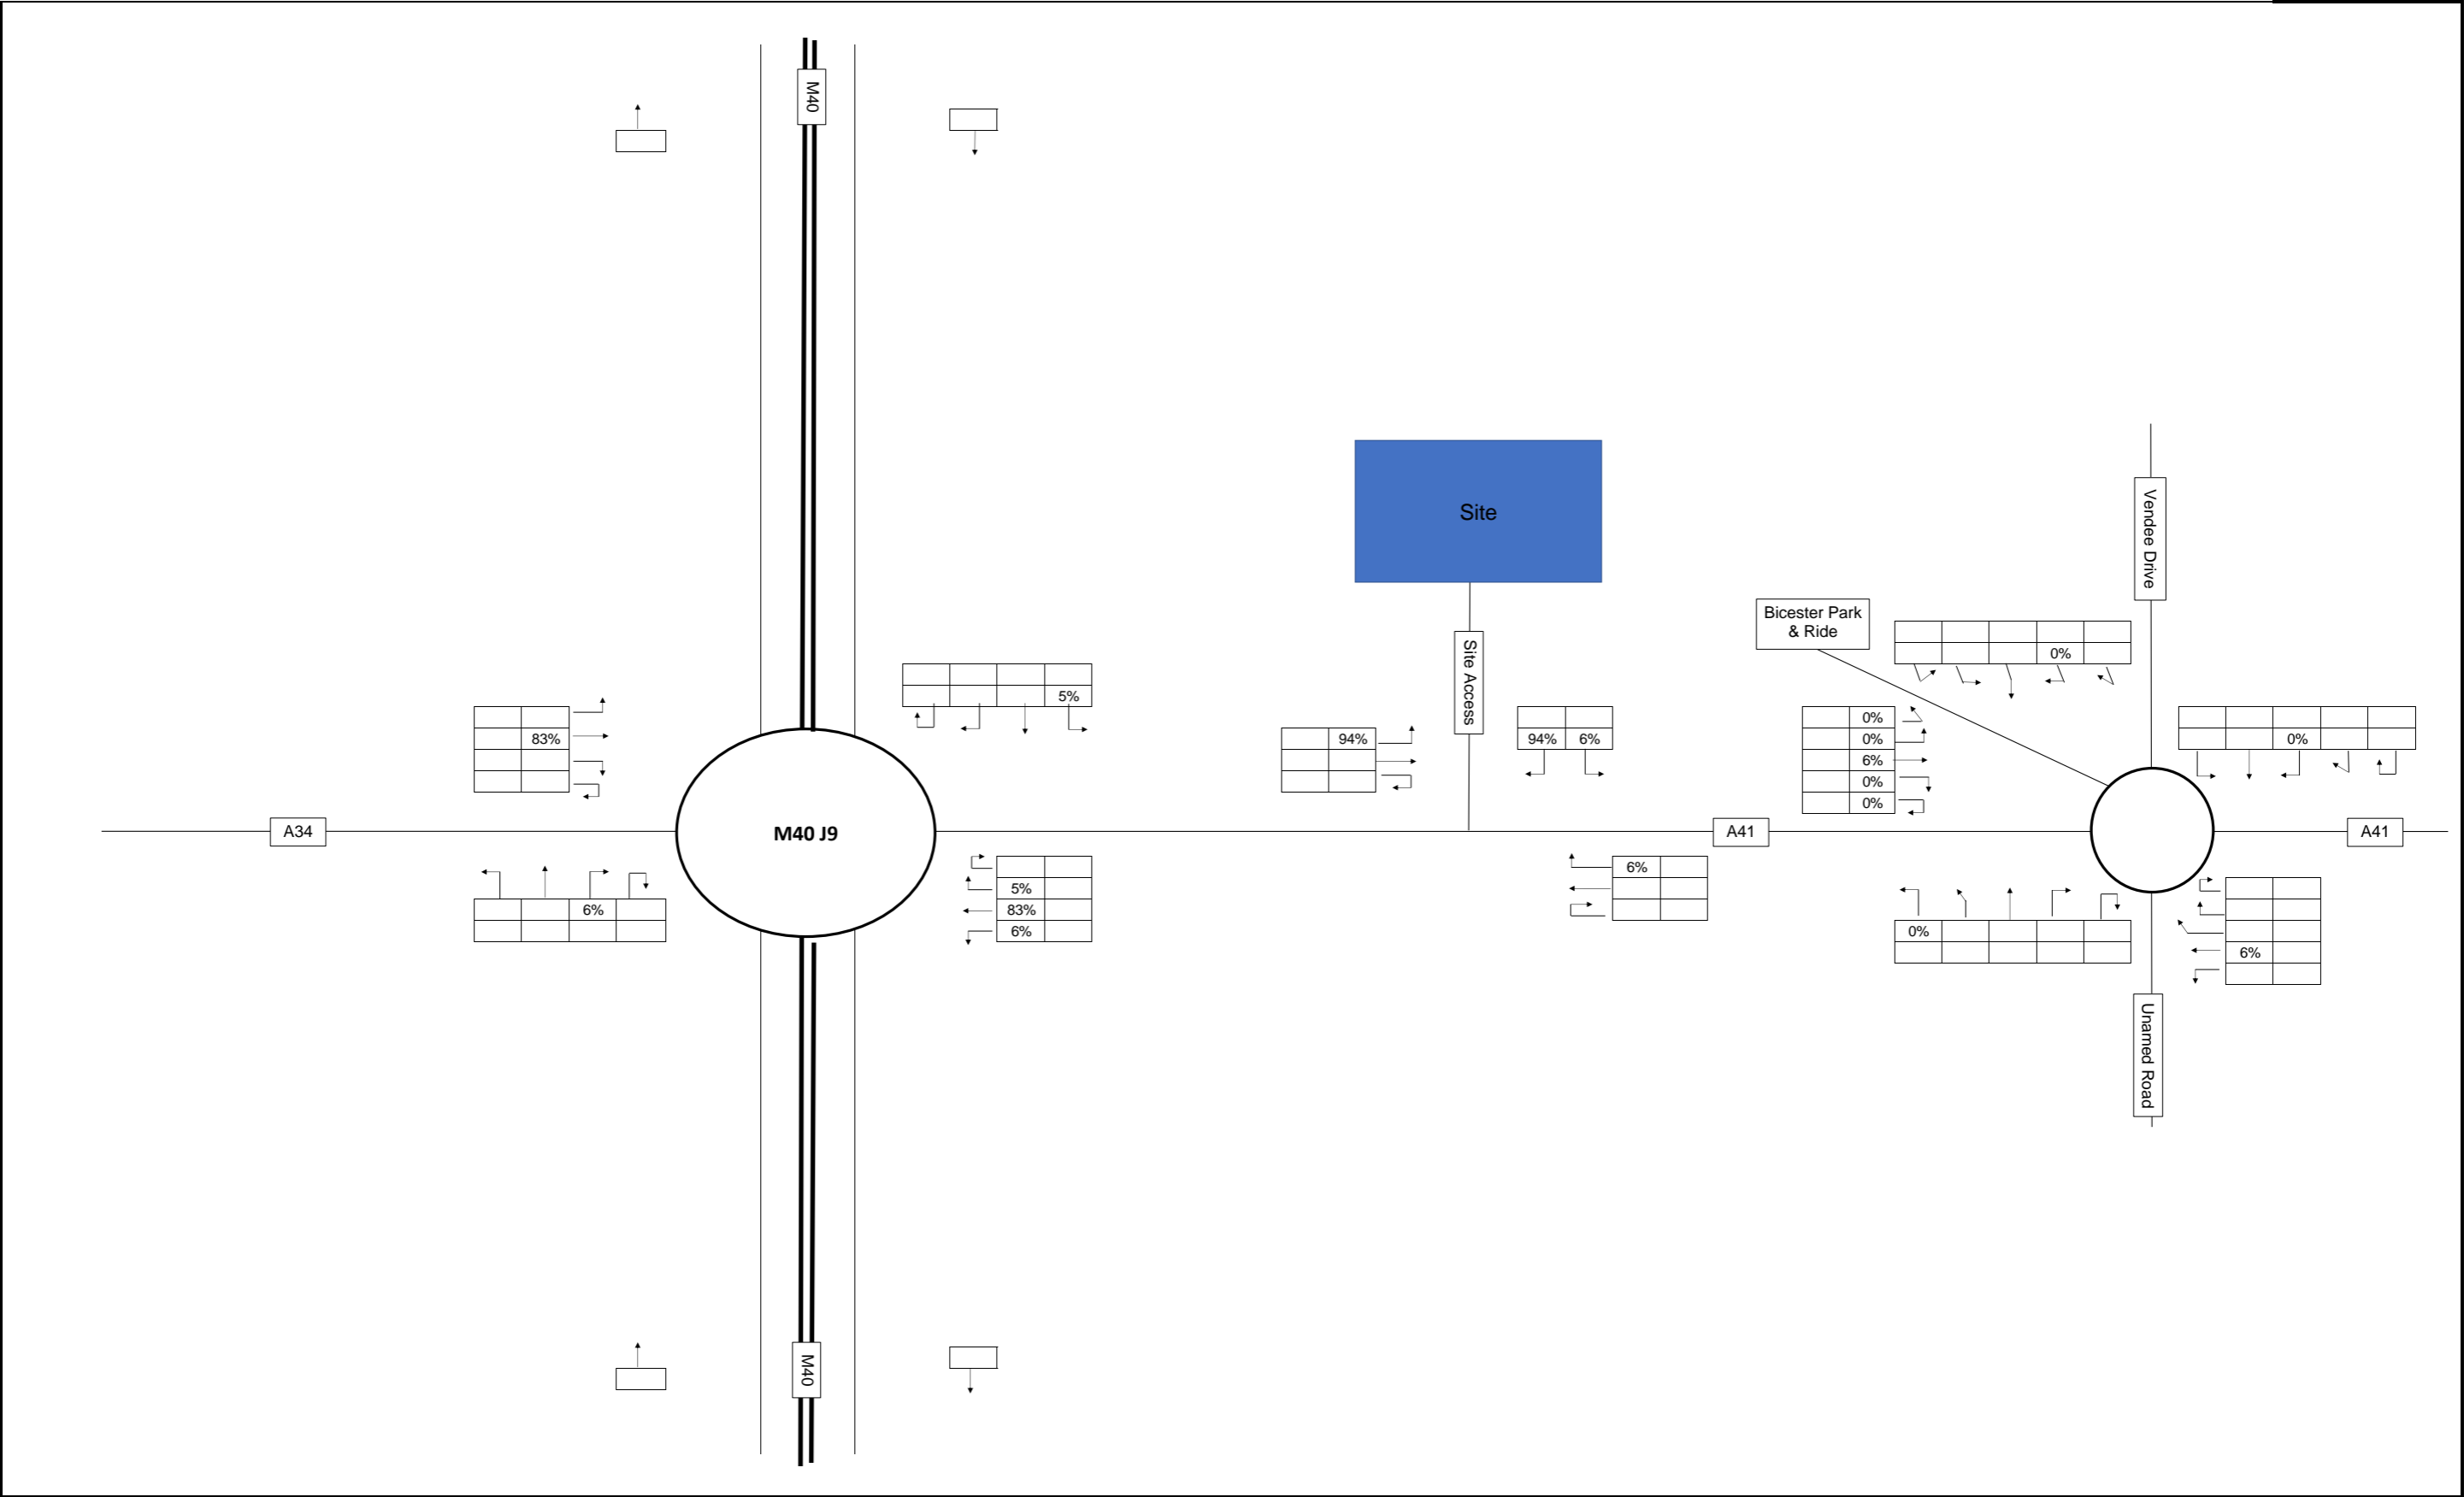 M40
Site
Vendee Drive
Bicester Park
& Ride
0%
Site Access
5%
83%
94%
94% 6%
0%
0%
6%
0%
0%
0%
A34
M40 J9
A41
A41
6%
5%
83%
6%
6%
0%
6%
Unamed Road
M40